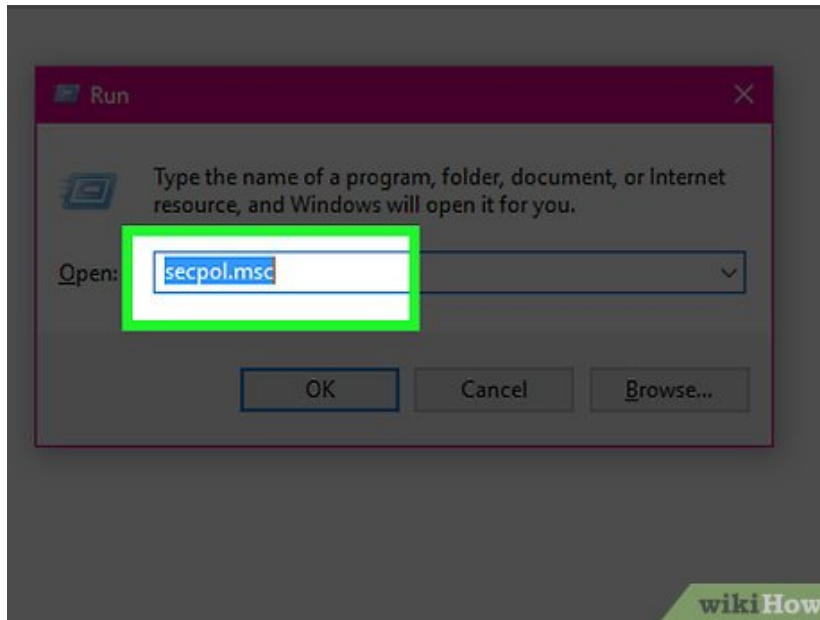 Run
Type the name of a program, folder, document, or Internet
resource, and Windows will open it for you.
Open: secpol.msc
OK Cancel Browse...
wikiHow